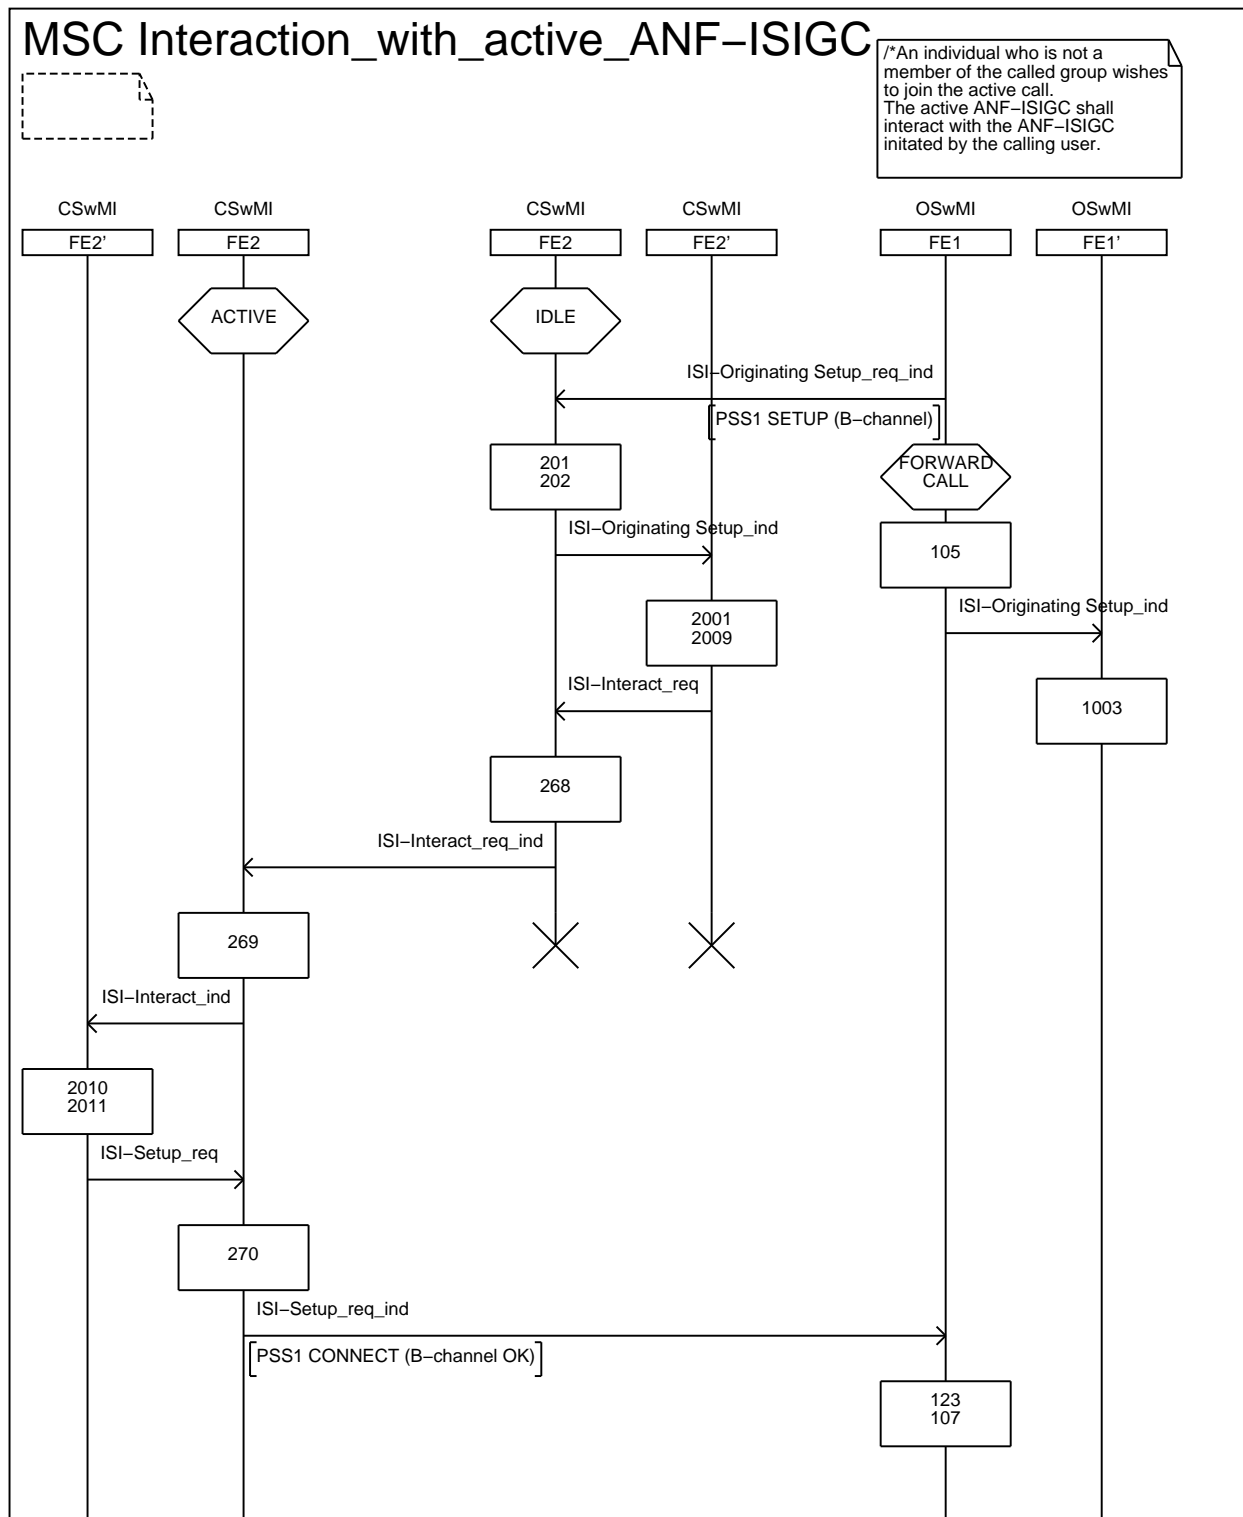 MSC Interaction_with_active_ANF–ISIGC
/*An individual who is not a
member of the called group wishes
to join the active call.
The active ANF–ISIGC shall
interact with the ANF–ISIGC
initated by the calling user.
CSwMI CSwMI CSwMI CSwMI OSwMI OSwMI
FE2' FE2 FE2 FE2' FE1 FE1'
ACTIVE IDLE
ISI–Originating Setup_req_ind
PSS1 SETUP (B–channel)
201
202
FORWARD
CALL
ISI–Originating Setup_ind
105
2001
2009
ISI–Originating Setup_ind
ISI–Interact_req
1003
268
ISI–Interact_req_ind
269
ISI–Interact_ind
2010
2011
ISI–Setup_req
270
ISI–Setup_req_ind
PSS1 CONNECT (B–channel OK)
123
107